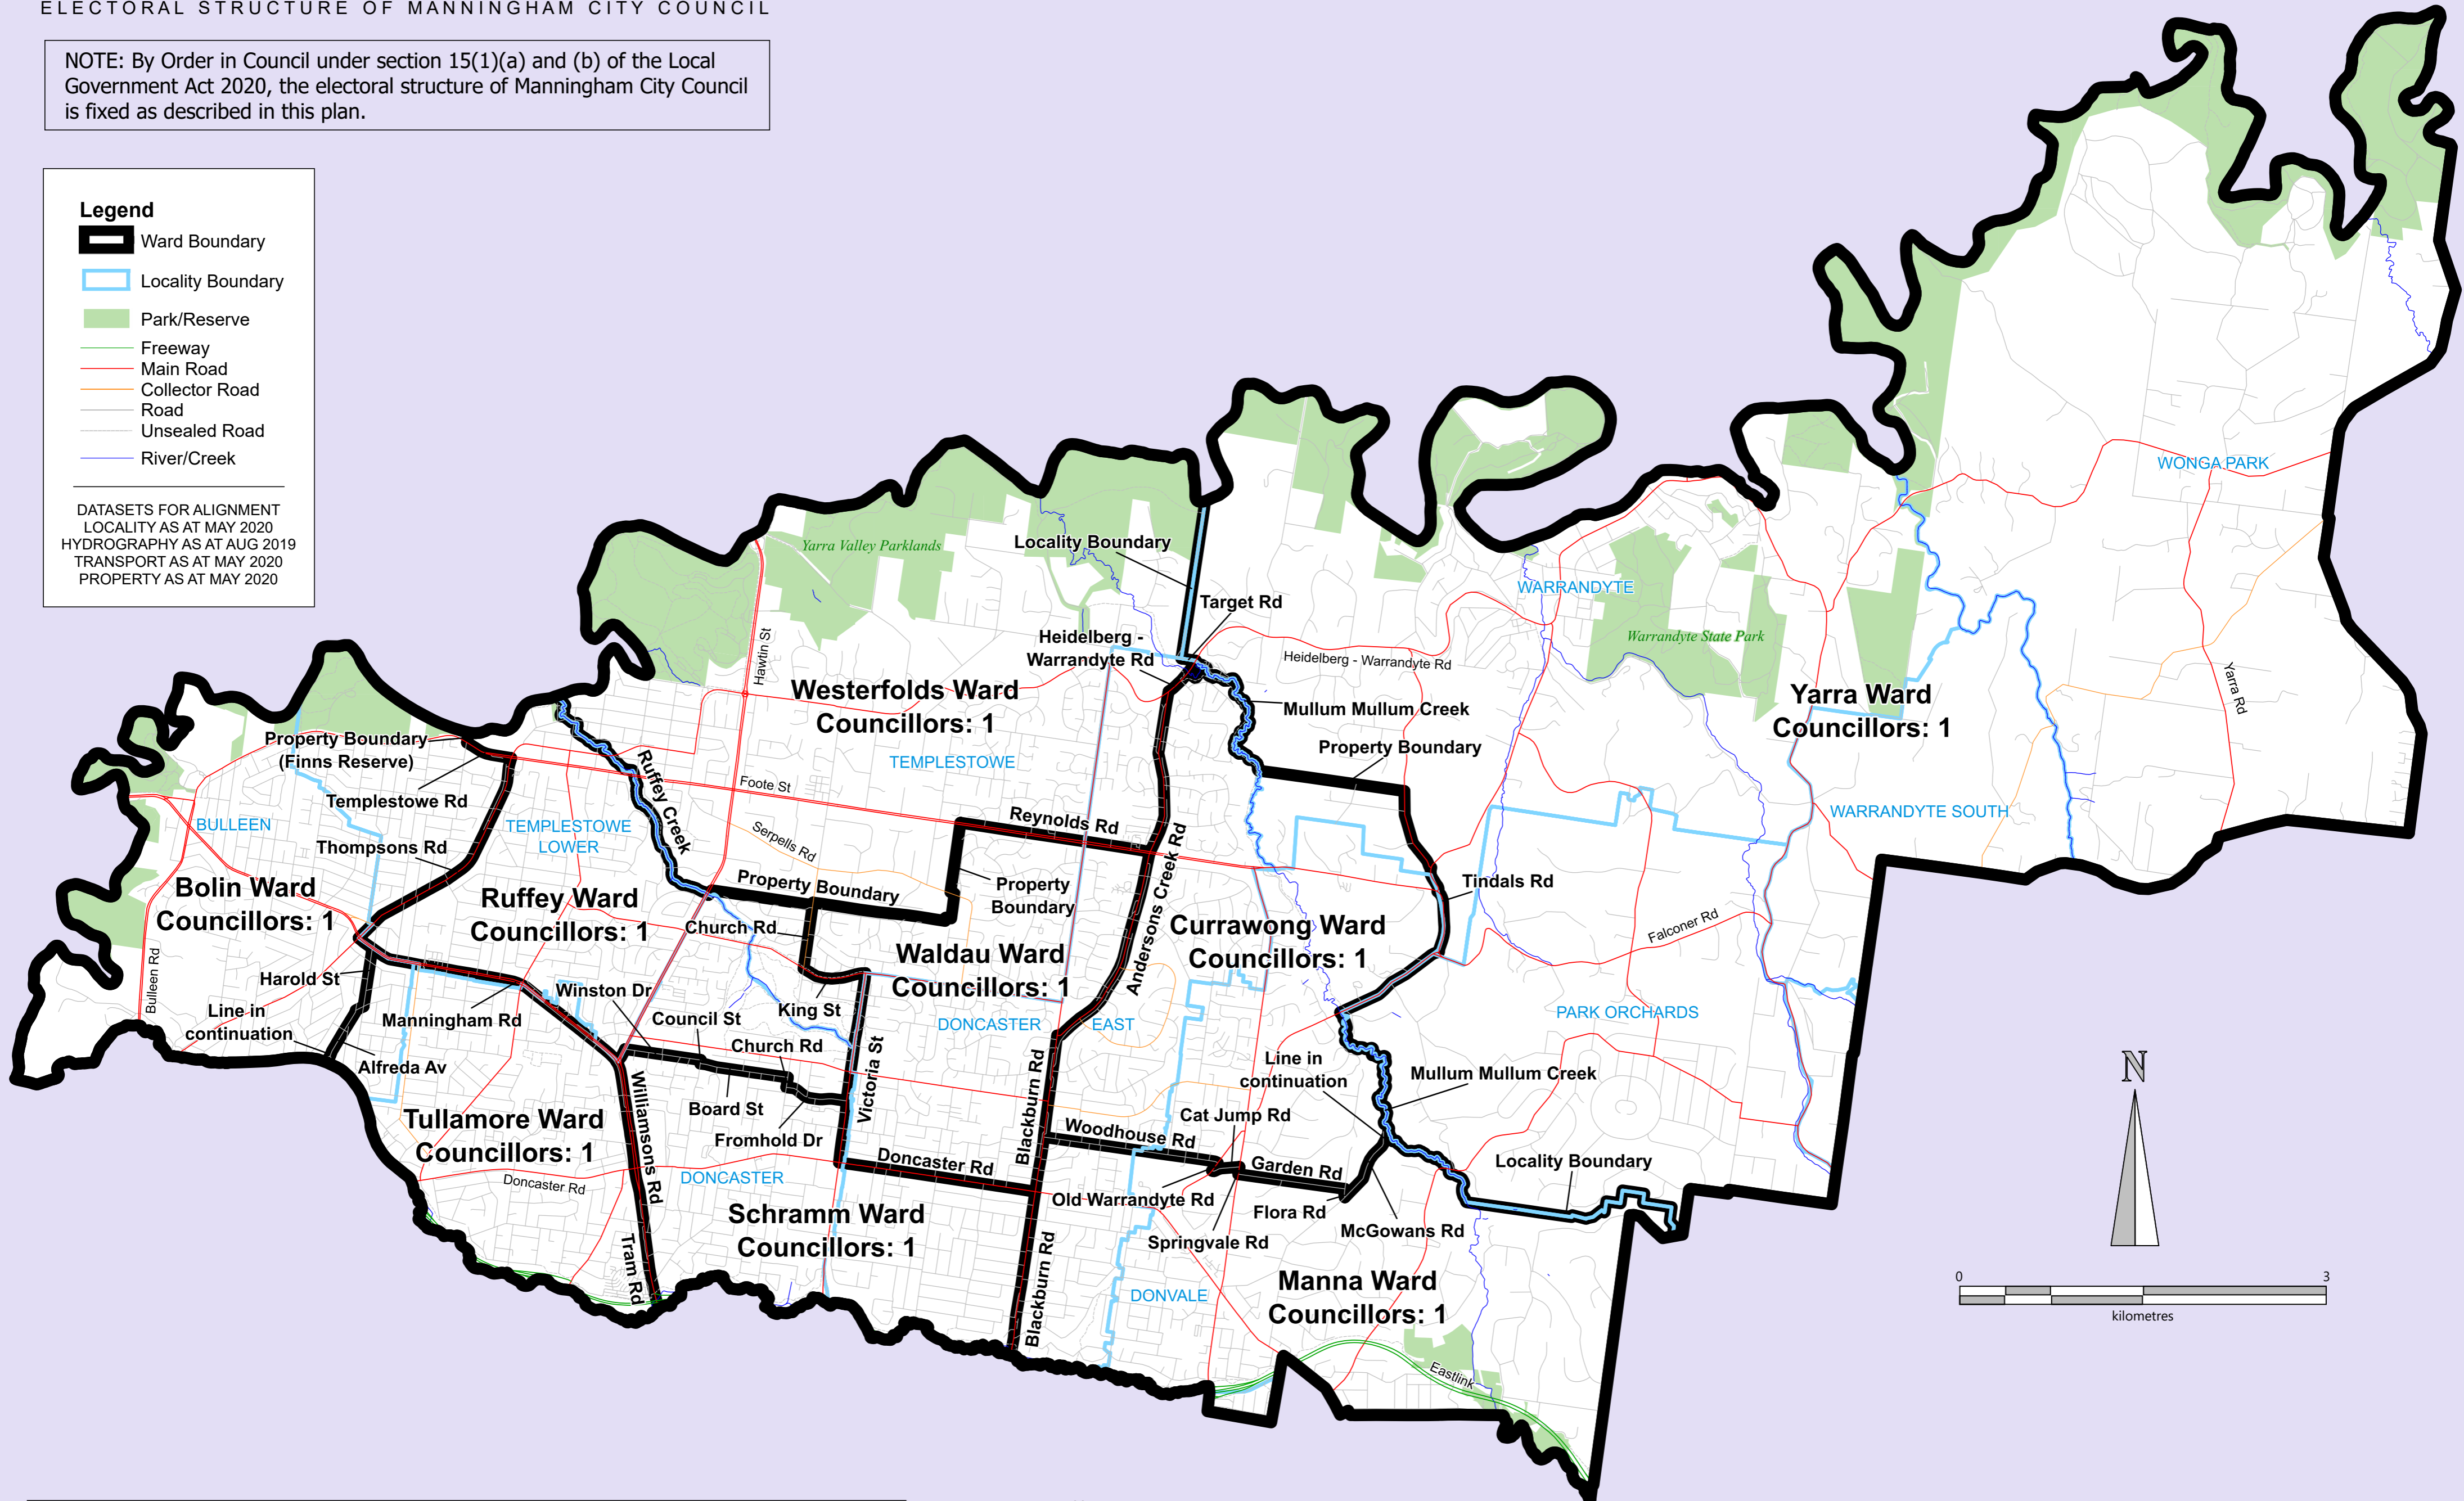 ELECTORAL STRUCTURE OF MANNINGHAM CITY COUNCIL
NOTE: By Order in Council under section 15(1)(a) and (b) of the Local
Government Act 2020, the electoral structure of Manningham City Council
is fixed as described in this plan.
Legend
Ward Boundary
Locality Boundary
Park/Reserve
Freeway
Main Road
Collector Road
Road
Unsealed Road
River/Creek
DATASETS FOR ALIGNMENT
LOCALITY AS AT MAY 2020
HYDROGRAPHY AS AT AUG 2019
TRANSPORT AS AT MAY 2020
PROPERTY AS AT MAY 2020
WONGA PARK
Yarra Valley Parklands
Locality Boundary
WARRANDYTE
Target Rd
Warrandyte State Park
Hawtin St
Heidelberg -
Warrandyte Rd
Heidelberg - Warrandyte Rd
Yarra Rd
Westerfolds Ward
Councillors: 1
Yarra Ward
Councillors: 1
Mullum Mullum Creek
Property Boundary
(Finns Reserve)
Property Boundary
TEMPLESTOWE
Ruffey Creek
Foote St
Templestowe Rd
WARRANDYTE SOUTH
BULLEEN
TEMPLESTOWE
LOWER
Reynolds Rd
Serpells Rd
Thompsons Rd
Andersons Creek Rd
Bolin Ward
Councillors: 1
Ruffey Ward
Councillors: 1
Property Boundary
Property
Boundary
Tindals Rd
Church Rd
Currawong Ward
Councillors: 1
Falconer Rd
Waldau Ward
Councillors: 1
Bulleen Rd
Harold St
Winston Dr
King St
Line in
continuation
Manningham Rd
Council St
DONCASTER
EAST
PARK ORCHARDS
Church Rd
Alfreda Av
Victoria St
Blackburn Rd
Line in
continuation
Mullum Mullum Creek
N
Tullamore Ward
Councillors: 1
Williamsons Rd
Board St
Fromhold Dr
Cat Jump Rd
Woodhouse Rd
Doncaster Rd
Garden Rd
Locality Boundary
Doncaster Rd
DONCASTER
Old Warrandyte Rd
Flora Rd
McGowans Rd
Schramm Ward
Councillors: 1
Springvale Rd
Tram Rd
Blackburn Rd
DONVALE
Manna Ward
Councillors: 1
0 3
kilometres
Eastlink